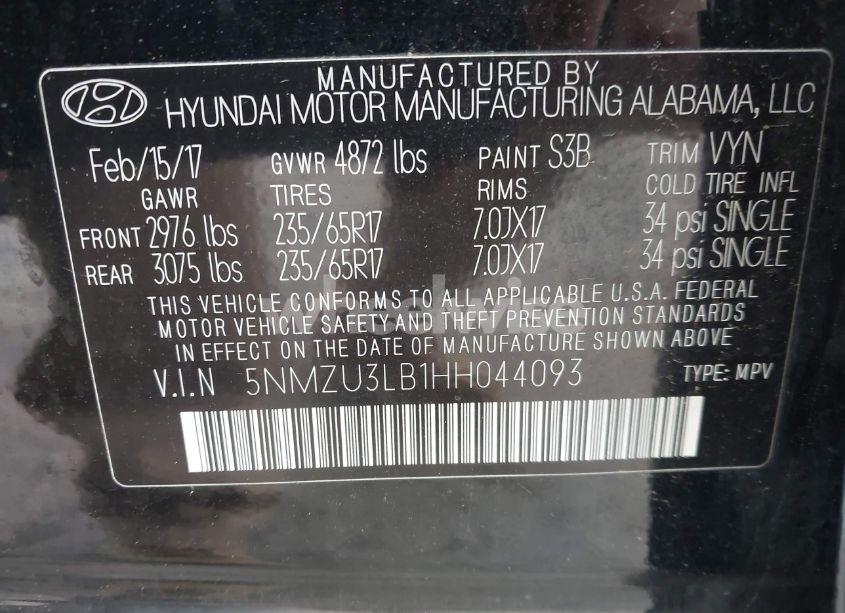 MANUFACTURED BY
HYUNDAI MOTOR MANUFACTURING ALABAMA, LLC
Feb/15/17 GVWR 4872 lbs PAINT S3B TRIM VYN
GAWR TIRES RIMS COLD TIRE INFL
FRONT 2976 lbs 235/65R17 7.0JX17 34 psi SINGLE
REAR 3075 lbs 235/65R17 7.0JX17 34 psi SINGLE
THIS VEHICLE CONFORMS TO ALL APPLICABLE U.S.A. FEDERAL
MOTOR VEHICLE SAFETY AND THEFT PREVENTION STANDARDS
IN EFFECT ON THE DATE OF MANUFACTURE SHOWN ABOVE
V.I.N 5NMZU3LB1HH044093 TYPE: MPV